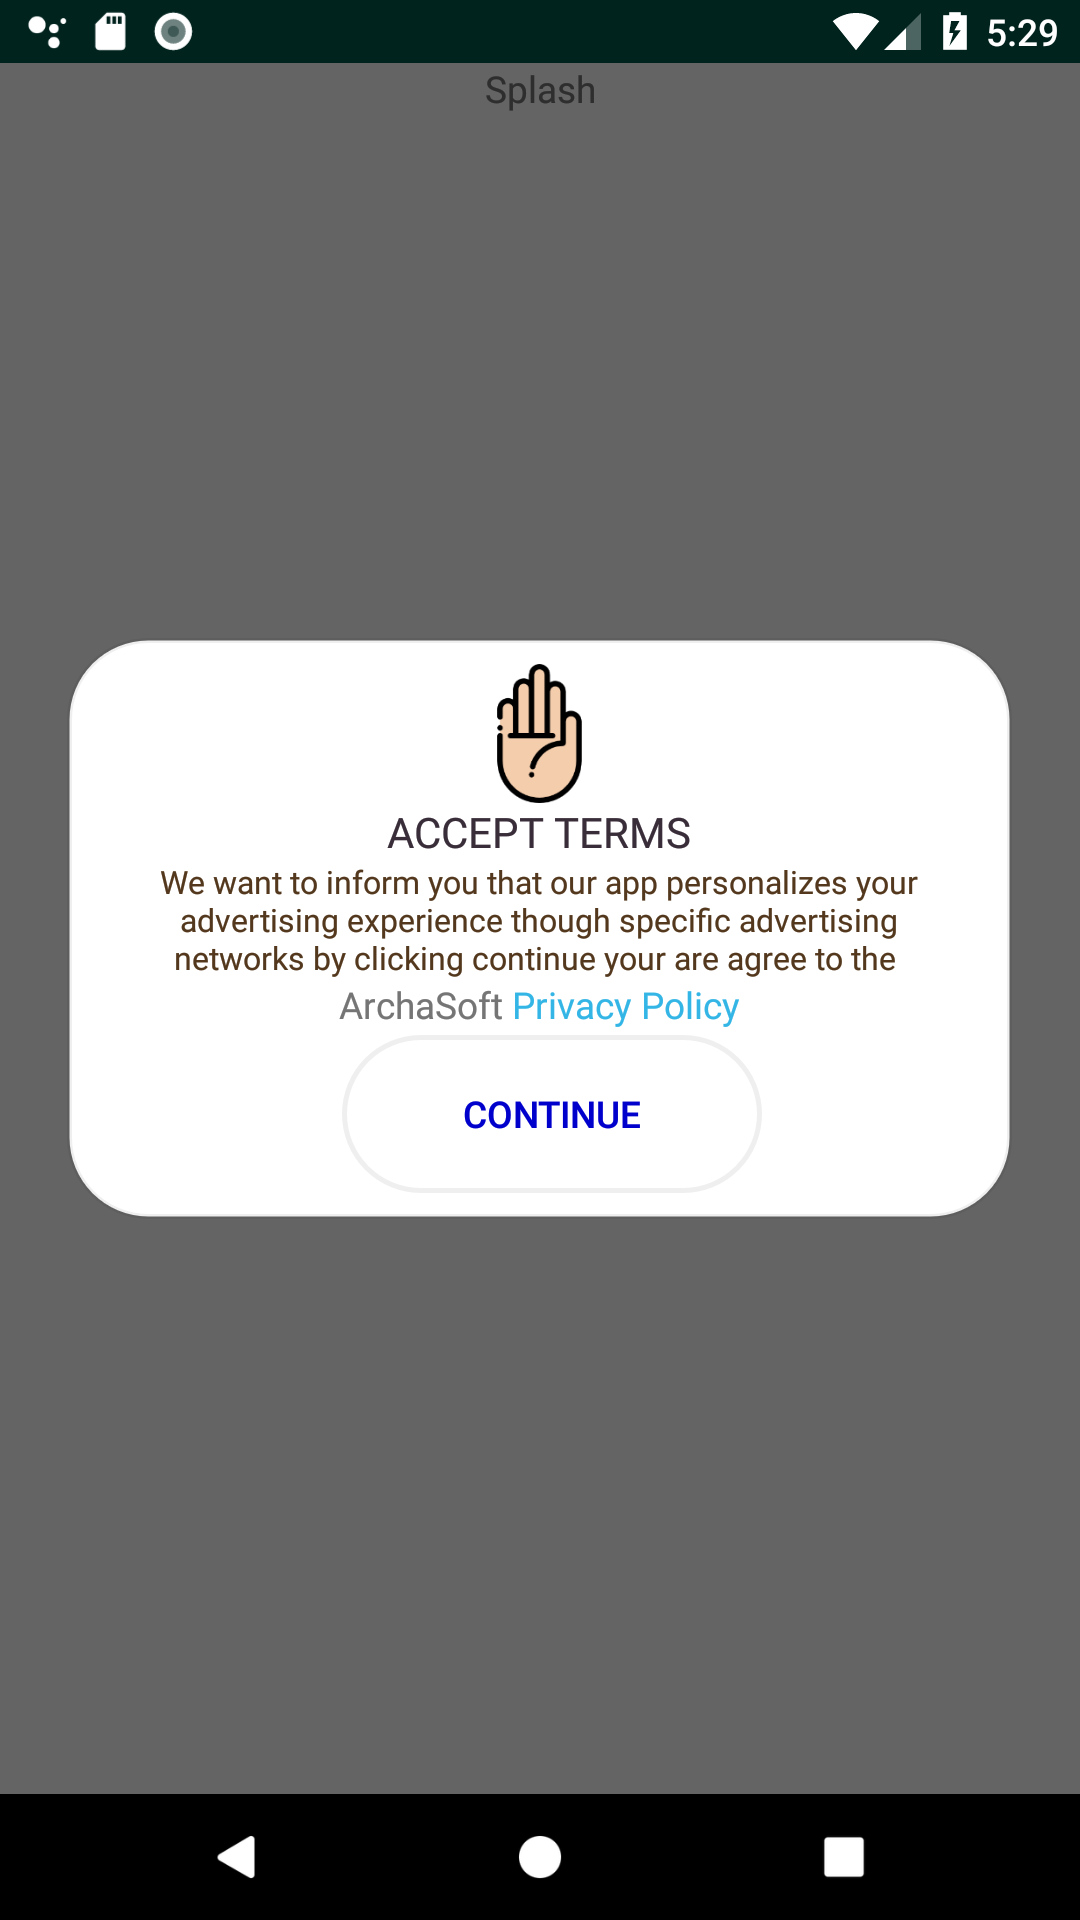 5:29
Splash
ACCEPT TERMS
We want to inform you that our app personalizes your
advertising experience though specific advertising
networks by clicking continue your are agree to the
ArchaSoft Privacy Policy
CONTINUE